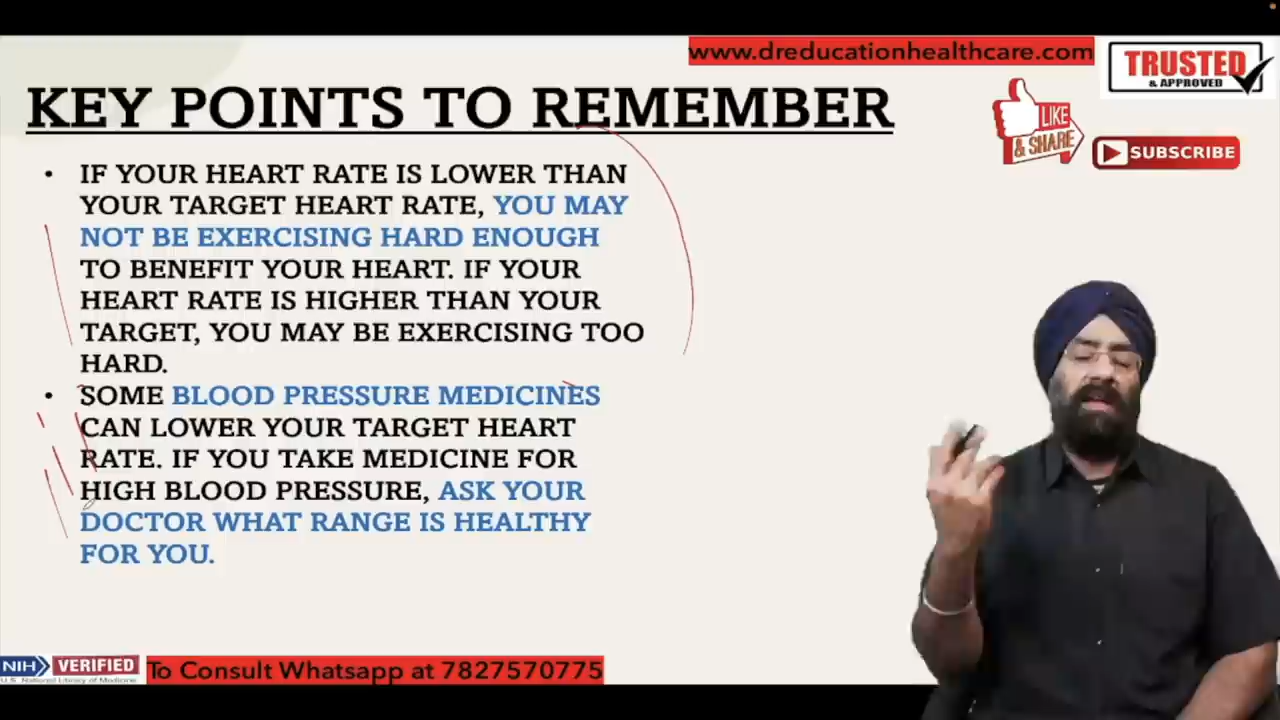 www.dreducationhealthcare.com
TRUSTED
& APPROVED
KEY POINTS TO REMEMBER
LIKE
& SHARE
SUBSCRIBE
• IF YOUR HEART RATE IS LOWER THAN
YOUR TARGET HEART RATE, YOU MAY
NOT BE EXERCISING HARD ENOUGH
TO BENEFIT YOUR HEART. IF YOUR
HEART RATE IS HIGHER THAN YOUR
TARGET, YOU MAY BE EXERCISING TOO
HARD.
• SOME BLOOD PRESSURE MEDICINES
CAN LOWER YOUR TARGET HEART
RATE. IF YOU TAKE MEDICINE FOR
HIGH BLOOD PRESSURE, ASK YOUR
DOCTOR WHAT RANGE IS HEALTHY
FOR YOU.
NIH VERIFIED
U.S. National Library of Medicine
To Consult Whatsapp at 7827570775